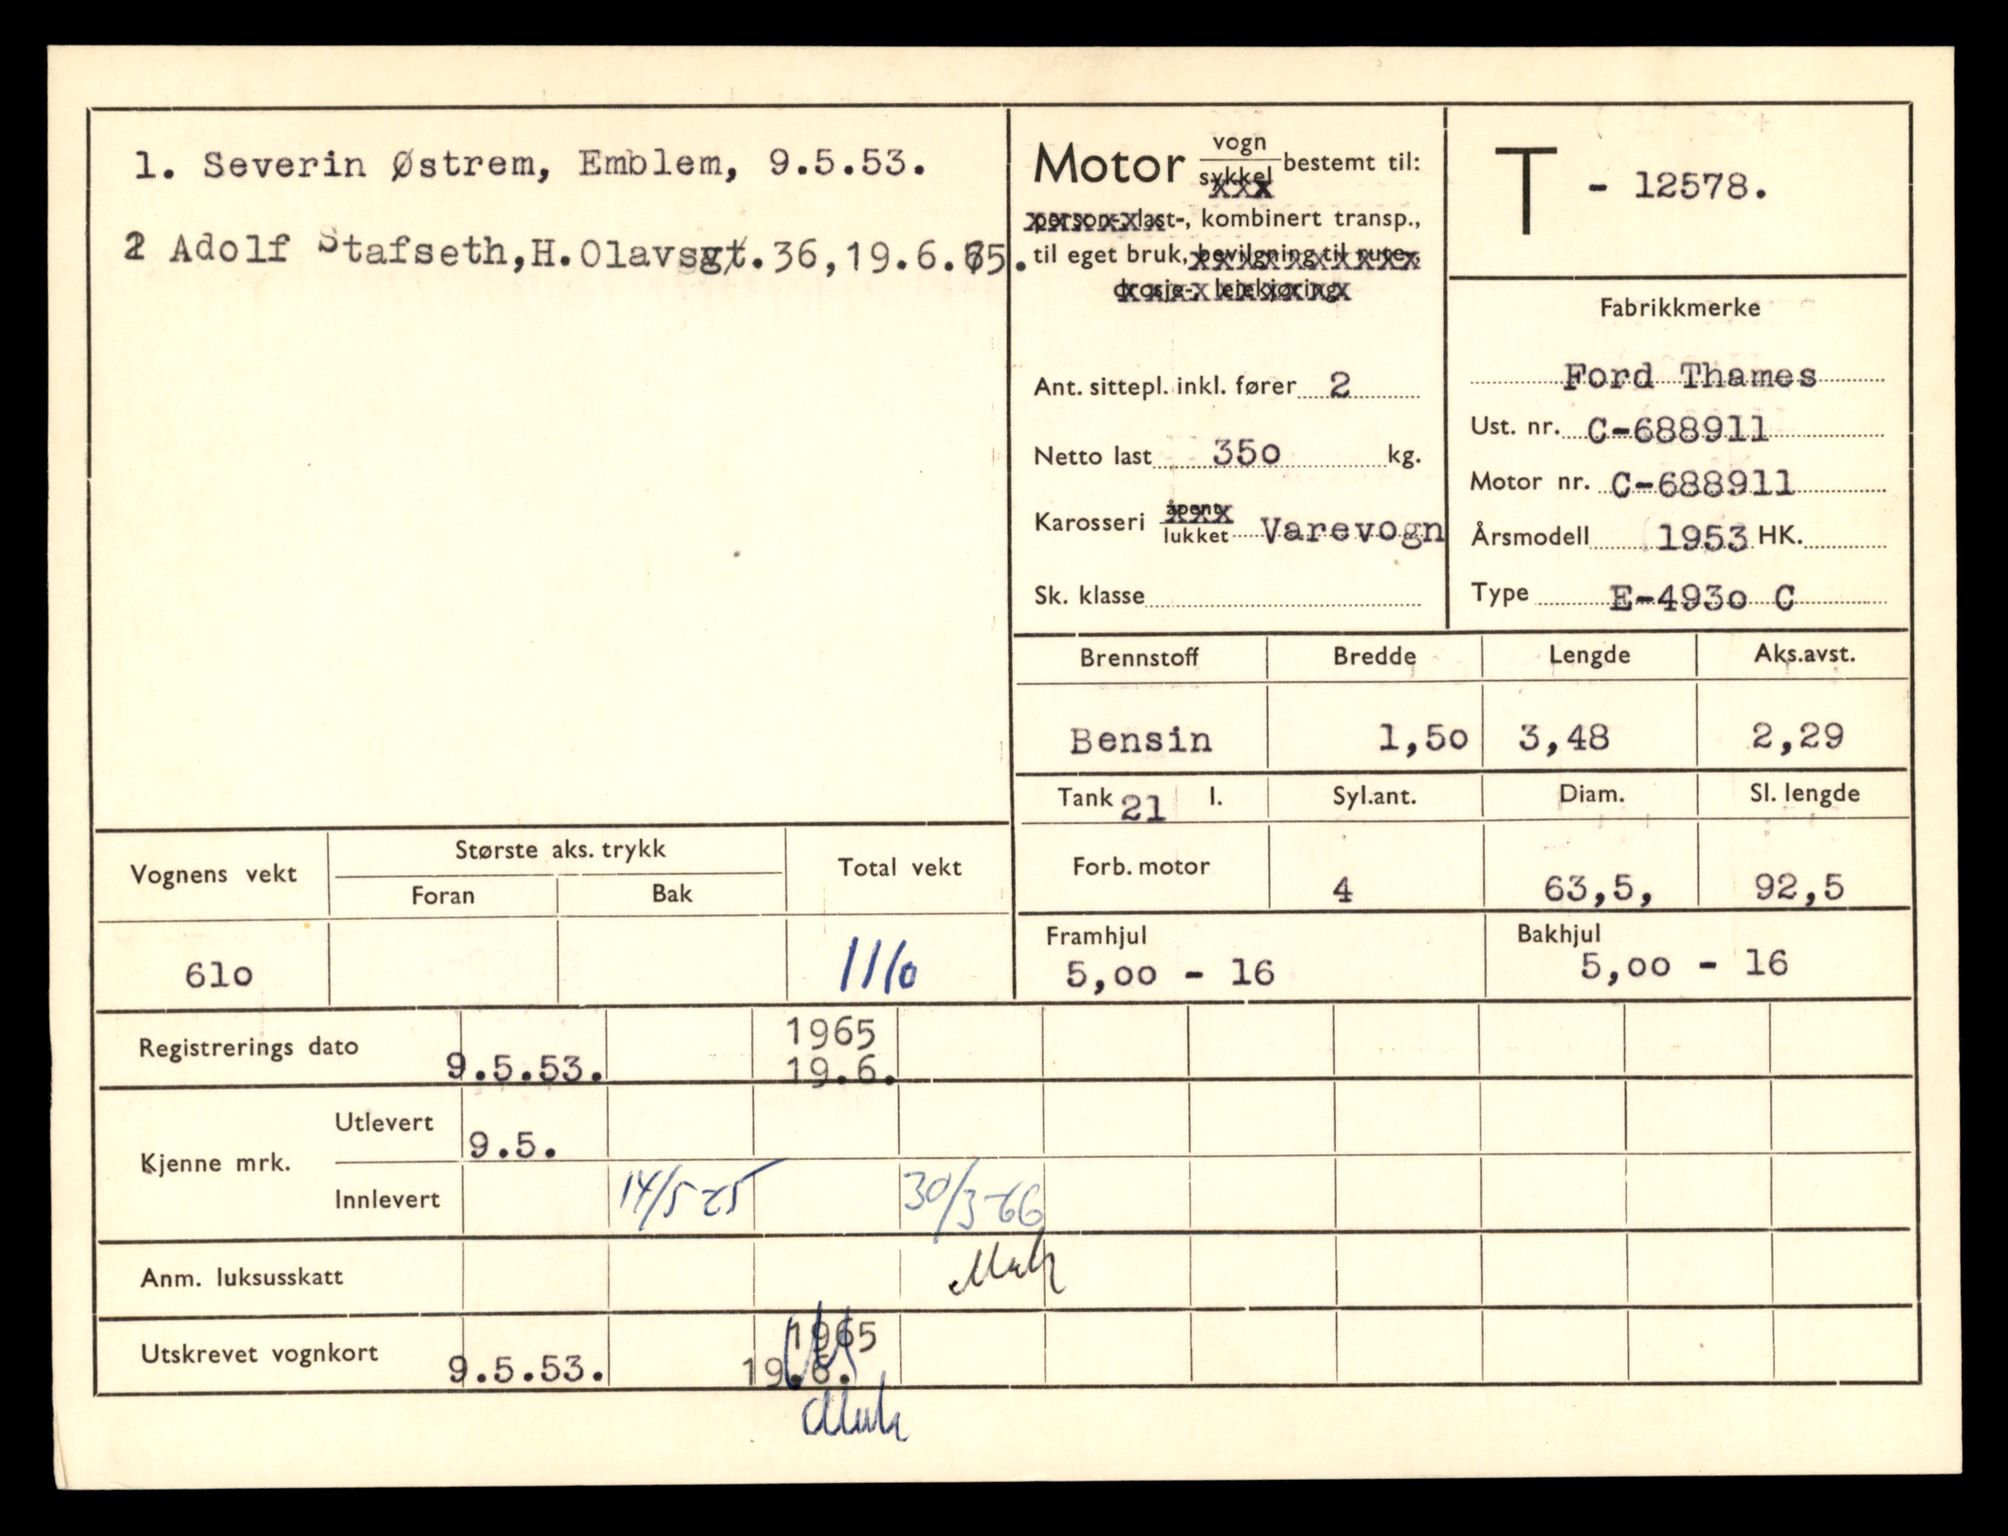 1. Severin Østrem, Emblem, 9.5.53.
2 Adolf Stafseth, H.Olavsgt.36, 19.6.65.
Motor vogn sykkel bestemt til:
person-, last-, kombinert transp.,
til eget bruk, bevilgning til rute-,
drosje-, leiekjøring.
Ant. sittepl. inkl. fører 2
Netto last 350 kg.
Karosseri åpent lukket Varevogn
Sk. klasse
T - 12578.
Fabrikkmerke
Ford Thames
Ust. nr. C-688911
Motor nr. C-688911
Årsmodell 1953 HK.
Type E-493o C
Brennstoff Bredde Lengde Aks.avst.
Bensin 1,50 3,48 2,29
Tank 21 l. Syl.ant. Diam. Sl. lengde
Forb. motor 4 63,5, 92,5
Framhjul Bakhjul
5,00 - 16 5,00 - 16
Vognens vekt Største aks. trykk Total vekt
Foran Bak
610 1110
Registrerings dato 9.5.53. 1965 19.6.
Kjenne mrk. Utlevert 9.5.
Innlevert 14/5-65 30/3-66
Anm. luksusskatt
Utskrevet vognkort 9.5.53. 1965 19.6.